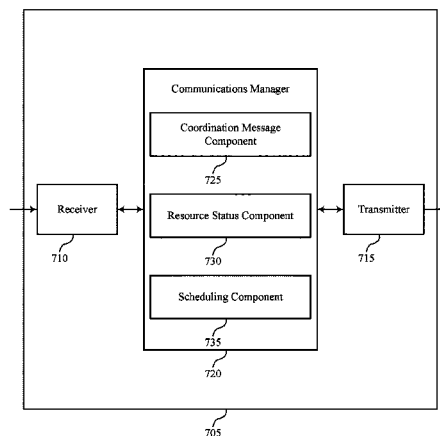 Communications Manager
Coordination Message
Component
725
Receiver
710
Resource Status Component
730
Transmitter
715
Scheduling Component
735
720
705